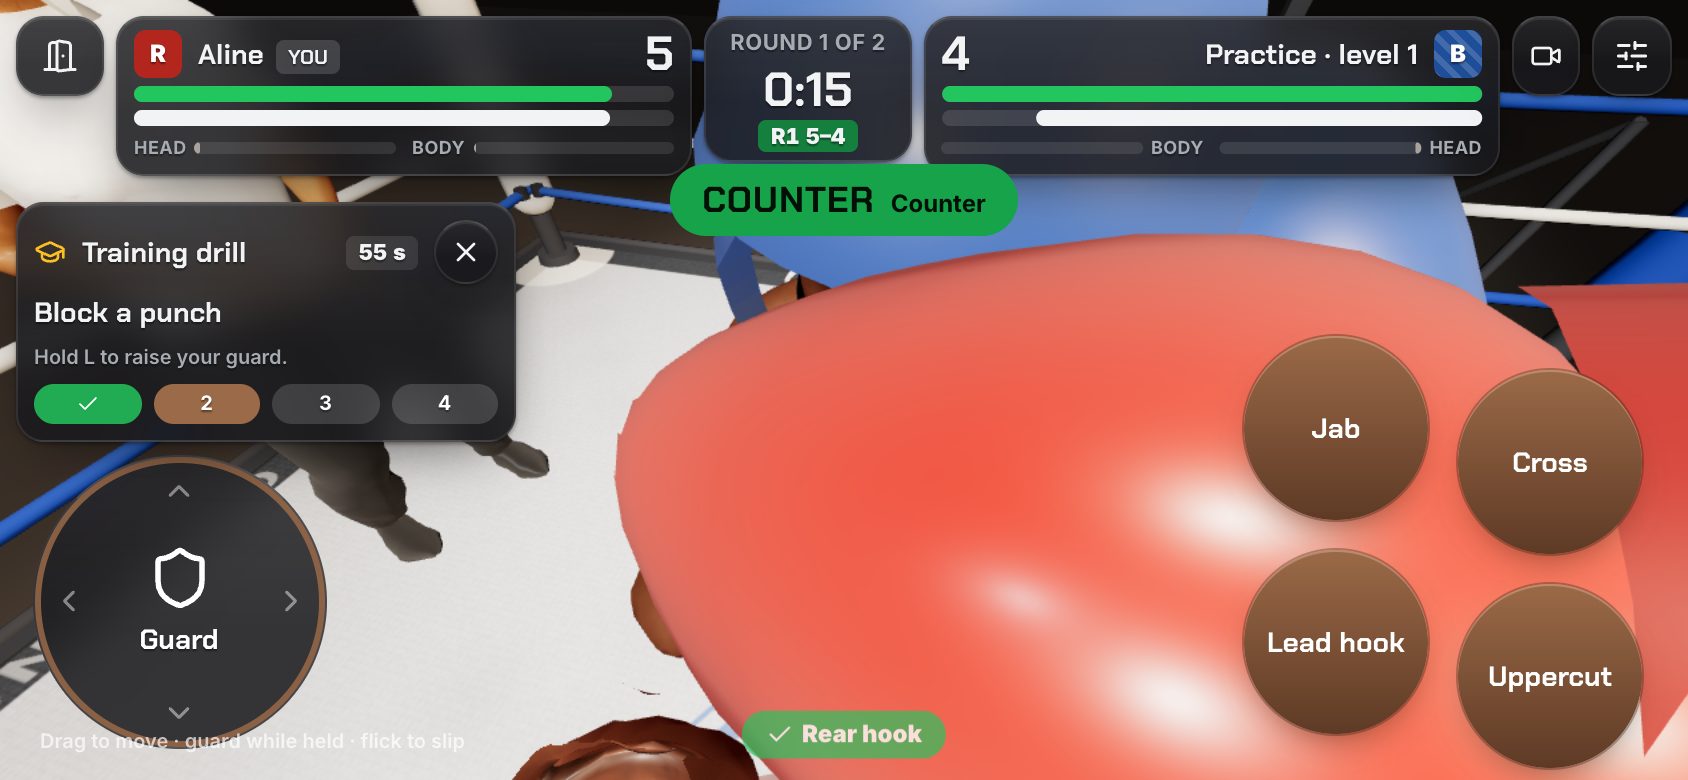 R Aline YOU 5
HEAD BODY
ROUND 1 OF 2
0:15
R1 5–4
4 Practice · level 1 B
BODY HEAD
COUNTER Counter
Training drill 55 s
Block a punch
Hold L to raise your guard.
2 3 4
Guard
Drag to move · guard while held · flick to slip
Jab
Cross
Lead hook
Uppercut
Rear hook